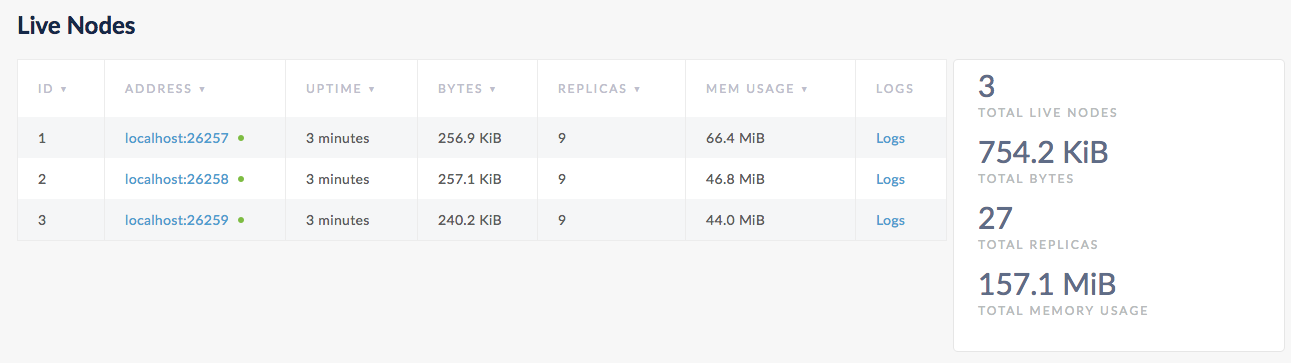 Live Nodes
ID ▼ ADDRESS ▼ UPTIME ▼ BYTES ▼ REPLICAS ▼ MEM USAGE ▼ LOGS
1 localhost:26257 3 minutes 256.9 KiB 9 66.4 MiB Logs
2 localhost:26258 3 minutes 257.1 KiB 9 46.8 MiB Logs
3 localhost:26259 3 minutes 240.2 KiB 9 44.0 MiB Logs
3
TOTAL LIVE NODES
754.2 KiB
TOTAL BYTES
27
TOTAL REPLICAS
157.1 MiB
TOTAL MEMORY USAGE